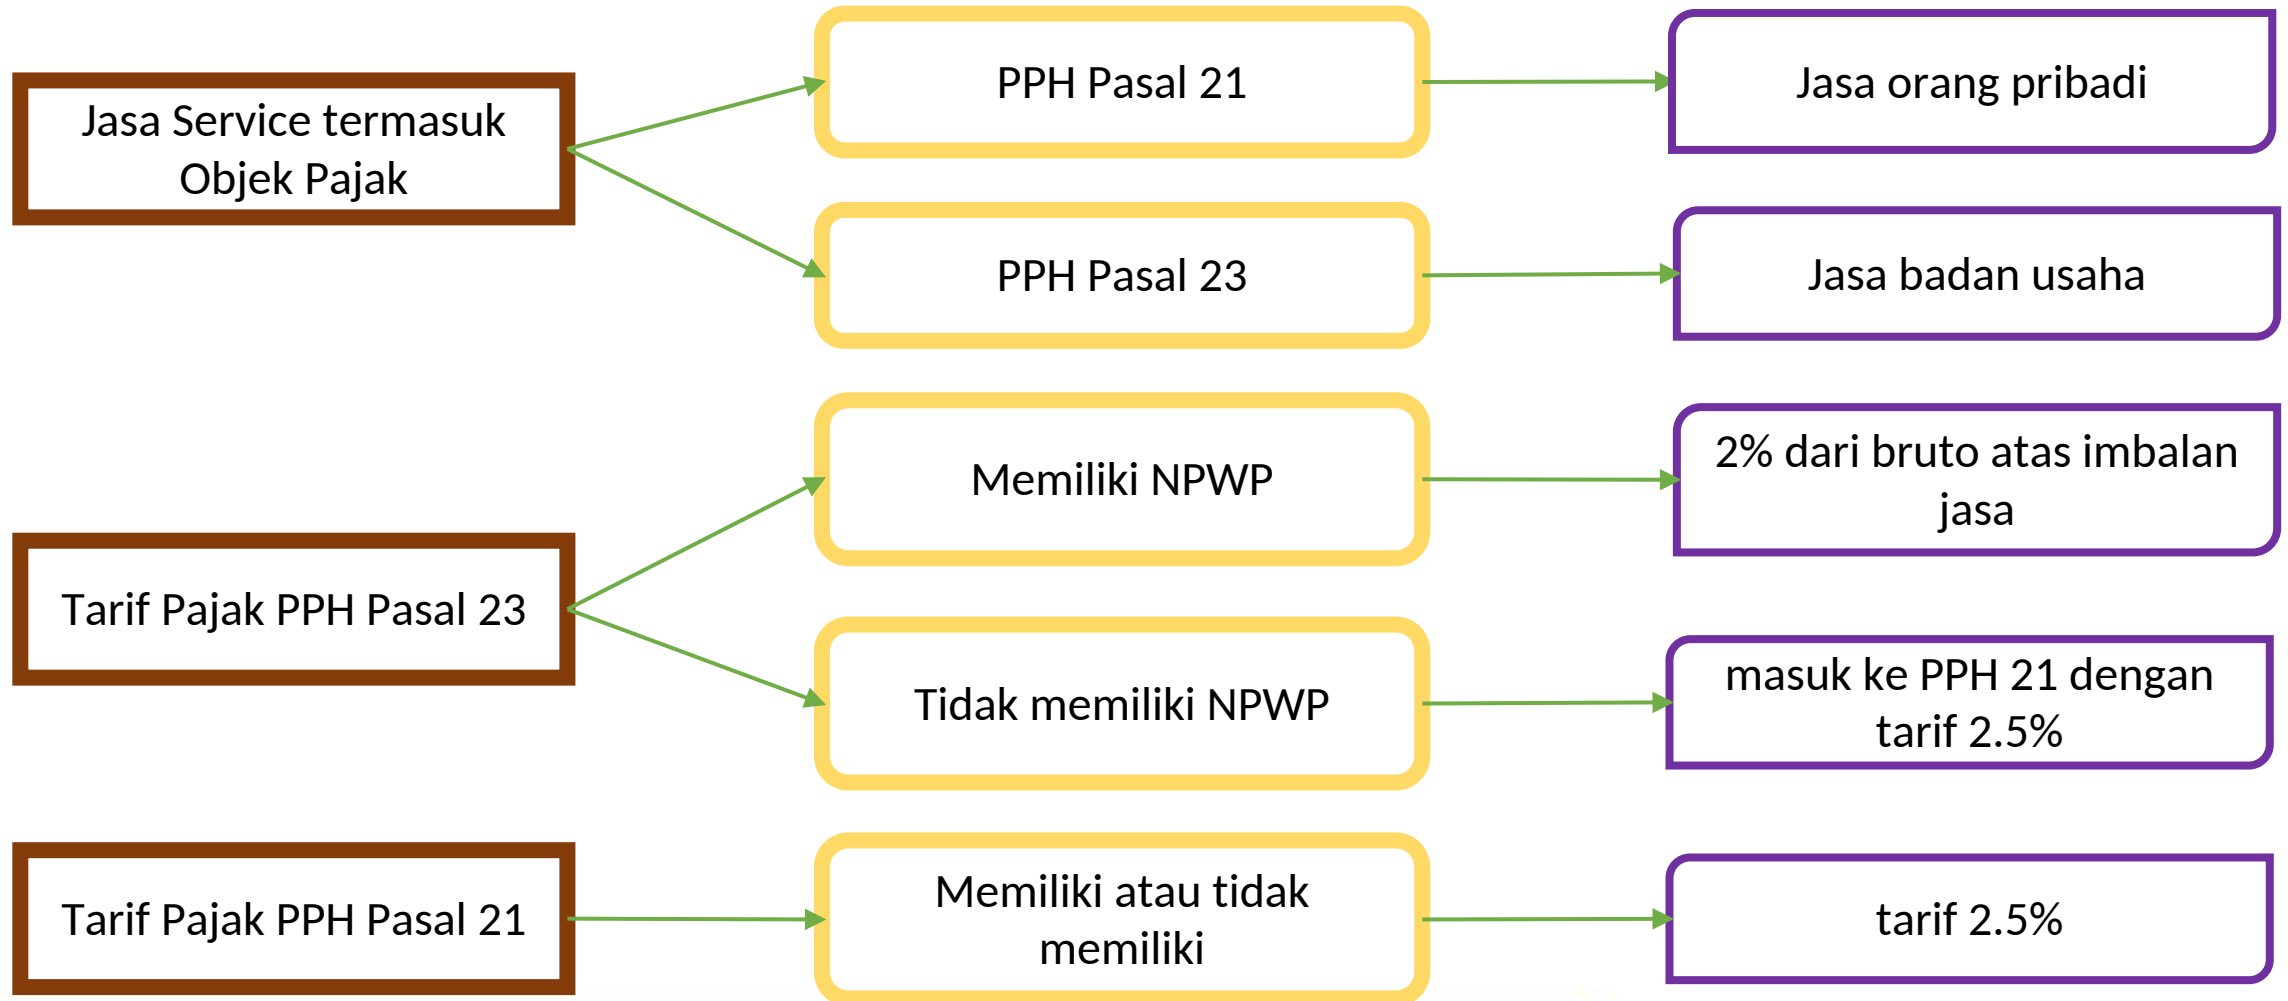 Jasa Service termasuk
Objek Pajak
PPH Pasal 21
Jasa orang pribadi
PPH Pasal 23
Jasa badan usaha
Tarif Pajak PPH Pasal 23
Memiliki NPWP
2% dari bruto atas imbalan
jasa
Tidak memiliki NPWP
masuk ke PPH 21 dengan
tarif 2.5%
Tarif Pajak PPH Pasal 21
Memiliki atau tidak
memiliki
tarif 2.5%